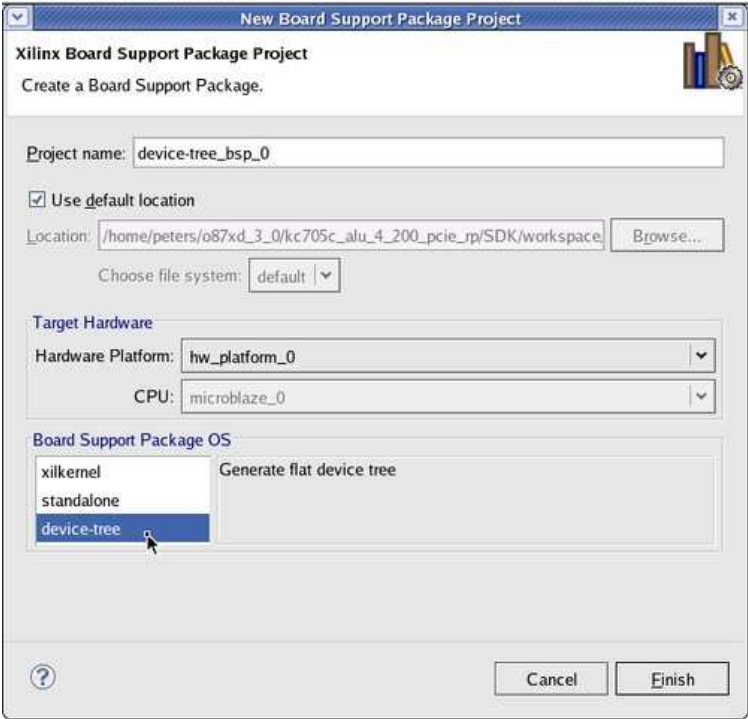 New Board Support Package Project
Xilinx Board Support Package Project
Create a Board Support Package.
Project name: device-tree_bsp_0
Use default location
Location: /home/peters/o87xd_3_0/kc705c_alu_4_200_pcie_rp/SDK/workspace, Browse...
Choose file system: default
Target Hardware
Hardware Platform: hw_platform_0
CPU: microblaze_0
Board Support Package OS
xilkernel Generate flat device tree
standalone
device-tree
? Cancel Finish